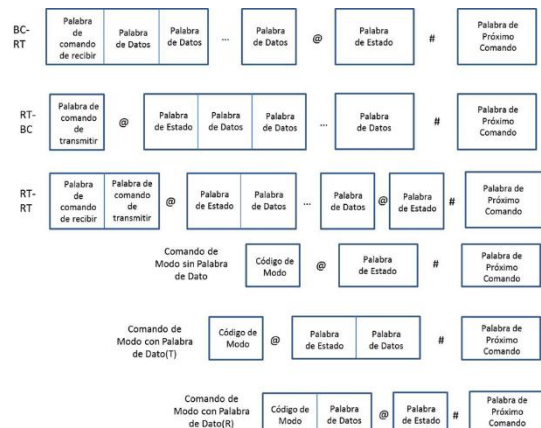 BC-
RT
Palabra
de
comando
de recibir
Palabra
de Datos
Palabra
de Datos
...
Palabra
de Datos
@
Palabra
de Estado
#
Palabra de
Próximo
Comando
RT-
BC
Palabra de
comando
de
transmitir
@
Palabra
de Estado
Palabra
de Datos
Palabra
de Datos
...
Palabra
de Datos
#
Palabra de
Próximo
Comando
RT-
RT
Palabra
de
comando
de recibir
Palabra
de
comando de
transmitir
@
Palabra
de Estado
Palabra
de Datos
...
Palabra
de Datos
@
Palabra
de Estado
#
Palabra de
Próximo
Comando
Comando de
Modo sin Palabra
de Dato
Código de
Modo
@
Palabra
de Estado
#
Palabra
de
Próximo
Comando
Comando de
Modo con Palabra
de Dato(T)
Código de
Modo
@
Palabra
de Estado
Palabra
de Datos
#
Palabra de
Próximo
Comando
Comando de
Modo con Palabra
de Dato(R)
Código de
Modo
Palabra
de Datos
@
Palabra
de Estado
#
Palabra de
Próximo
Comando